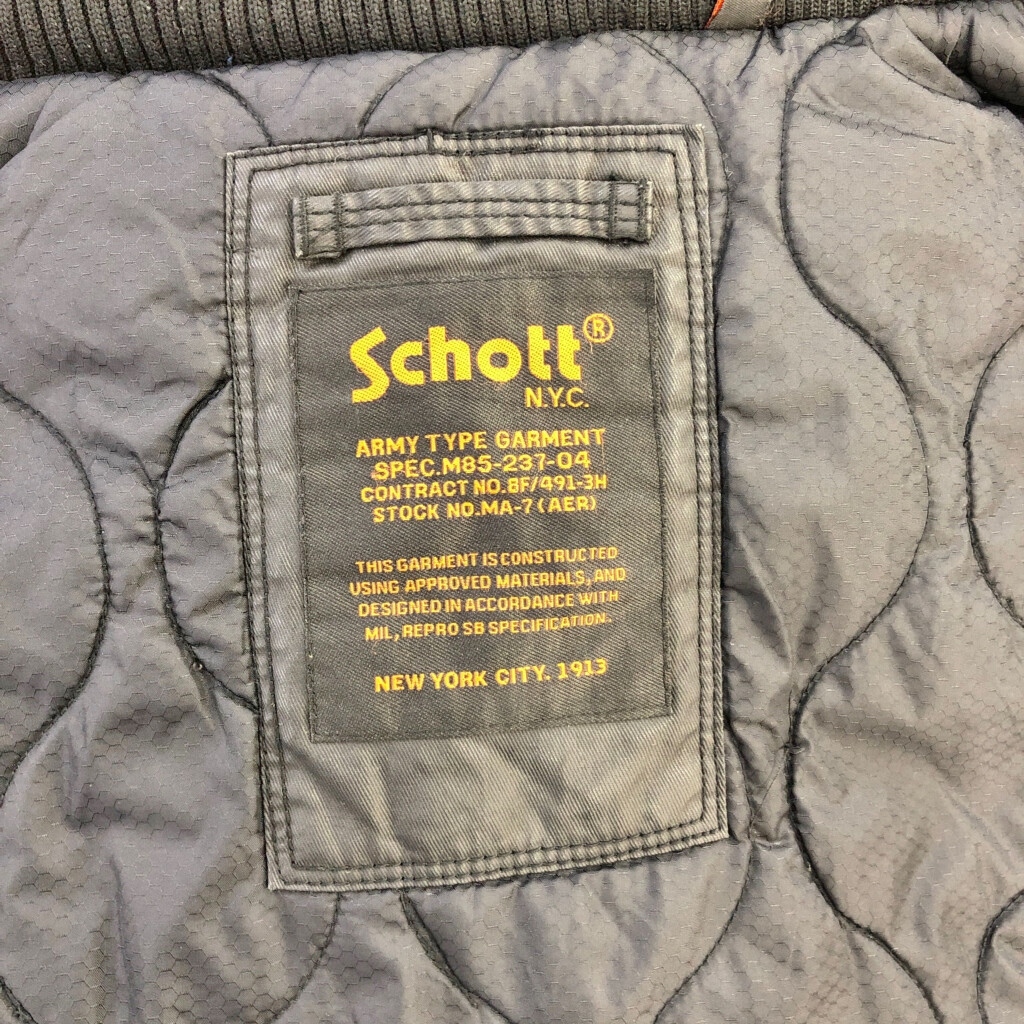 Schott®
N.Y.C.
ARMY TYPE GARMENT
SPEC.M85-237-04
CONTRACT NO.8F/491-3H
STOCK NO.MA-7(AER)
THIS GARMENT IS CONSTRUCTED
USING APPROVED MATERIALS, AND
DESIGNED IN ACCORDANCE WITH
MIL, REPRO SB SPECIFICATION.
NEW YORK CITY. 1913